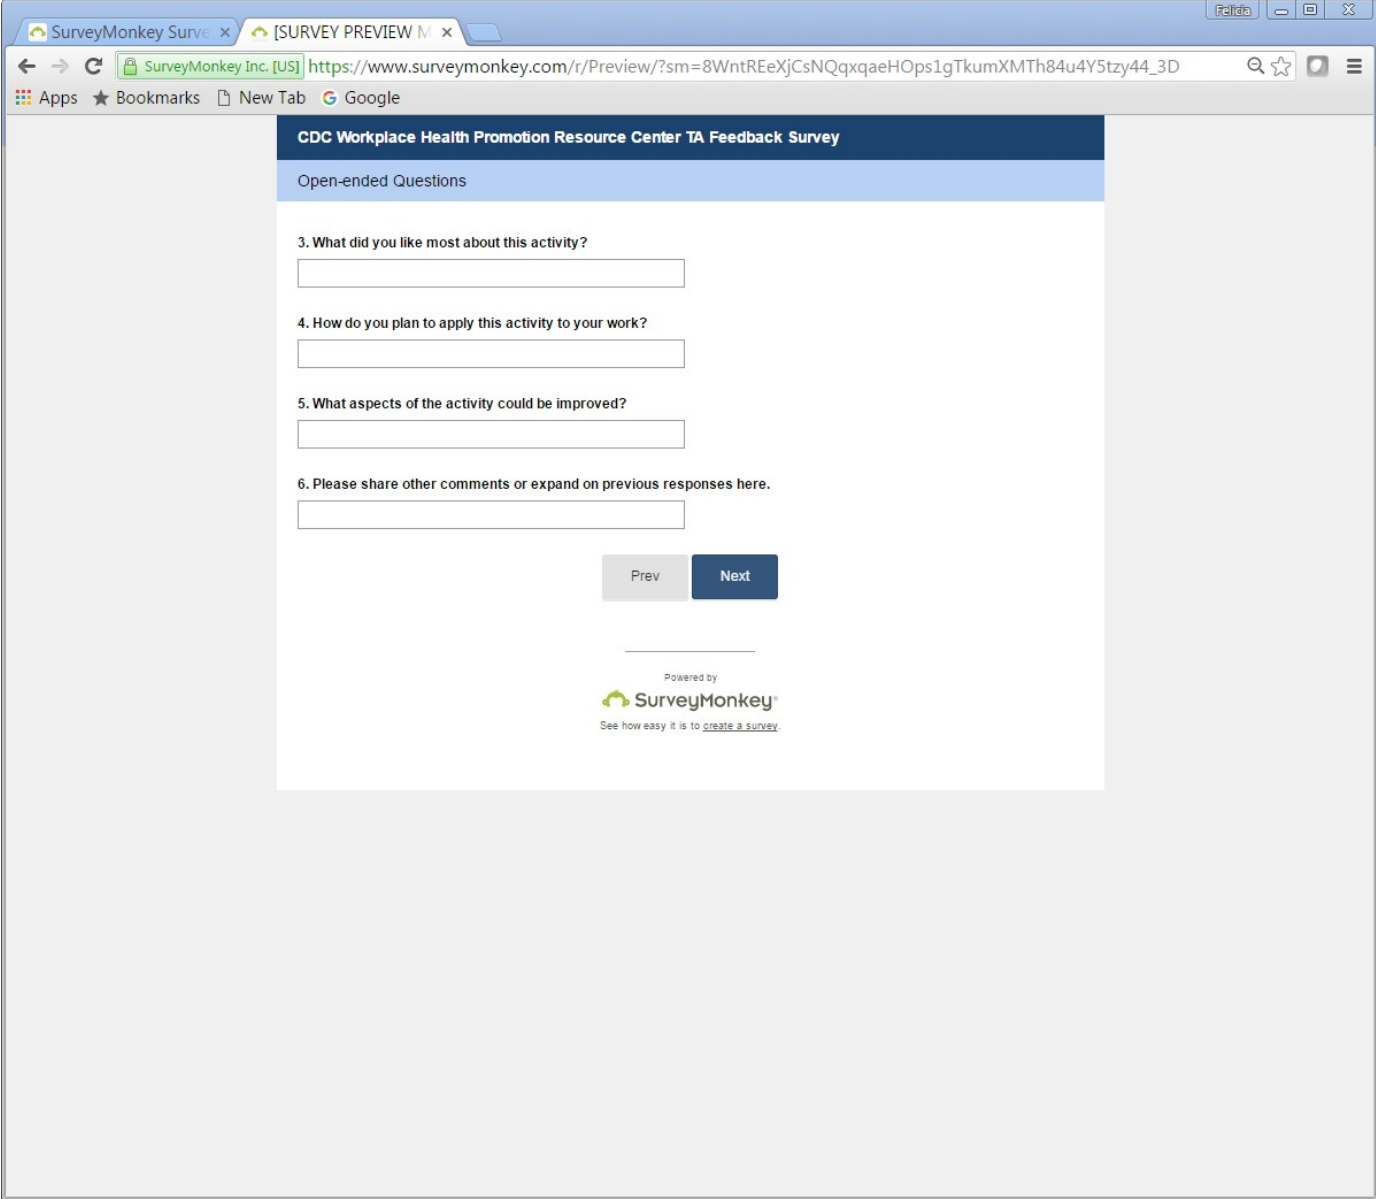 Felicia
SurveyMonkey Surve
[SURVEY PREVIEW M
SurveyMonkey Inc. [US] https://www.surveymonkey.com/r/Preview/?sm=8WntREeXjCsNQqxqaeHOps1gTkumXMTh84u4Y5tzy44_3D
Apps Bookmarks New Tab Google
CDC Workplace Health Promotion Resource Center TA Feedback Survey
Open-ended Questions
3. What did you like most about this activity?
4. How do you plan to apply this activity to your work?
5. What aspects of the activity could be improved?
6. Please share other comments or expand on previous responses here.
Prev Next
Powered by
SurveyMonkey®
See how easy it is to create a survey.